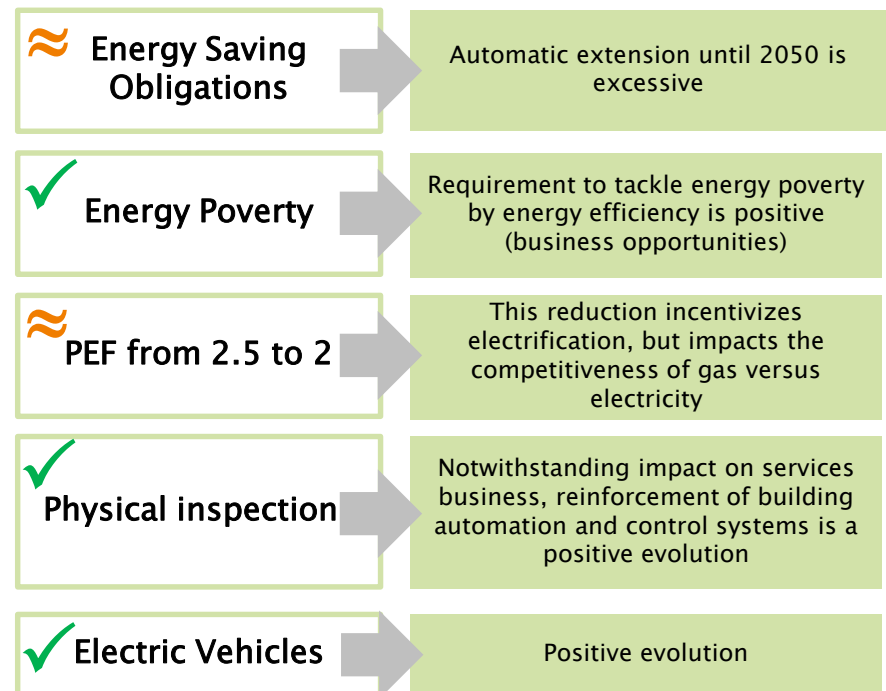 ≈ Energy Saving
Obligations
Automatic extension until 2050 is
excessive
✓ Energy Poverty
Requirement to tackle energy poverty
by energy efficiency is positive
(business opportunities)
≈ PEF from 2.5 to 2
This reduction incentivizes
electrification, but impacts the
competitiveness of gas versus
electricity
✓ Physical inspection
Notwithstanding impact on services
business, reinforcement of building
automation and control systems is a
positive evolution
✓ Electric Vehicles
Positive evolution